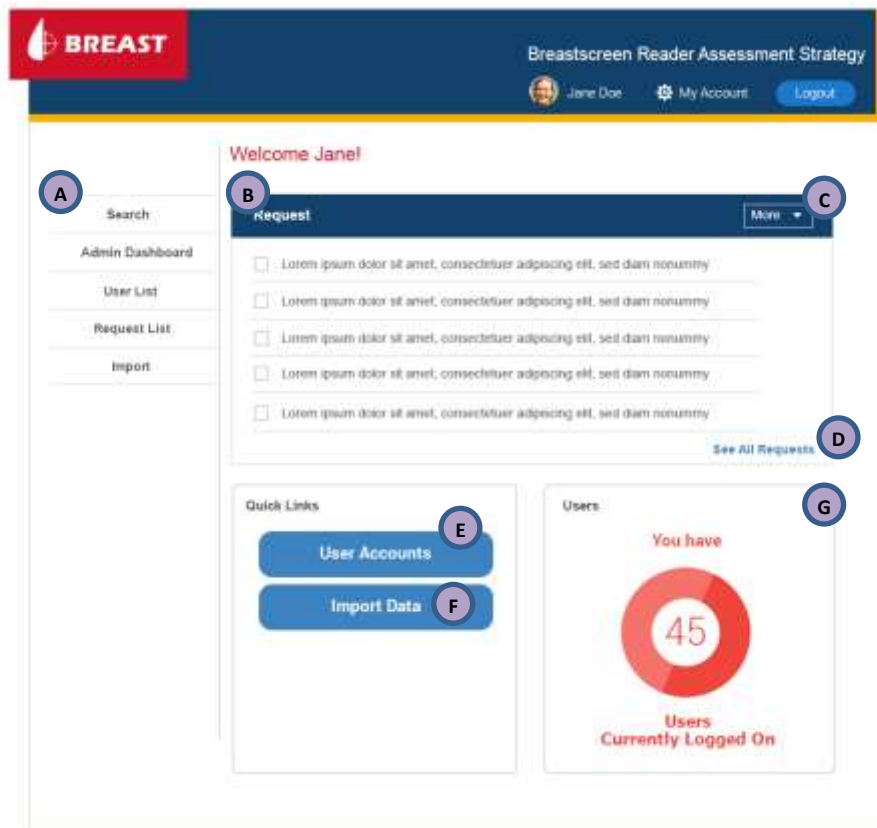 BREAST
Breastscreen Reader Assessment Strategy
Jane Doe My Account Logout
Welcome Jane!
A
B
C
Search
Admin Dashboard
User List
Request List
Import
Request
More
Lorem ipsum dolor sit amet, consectetuer adipiscing elit, sed diam nonummy
Lorem ipsum dolor sit amet, consectetuer adipiscing elit, sed diam nonummy
Lorem ipsum dolor sit amet, consectetuer adipiscing elit, sed diam nonummy
Lorem ipsum dolor sit amet, consectetuer adipiscing elit, sed diam nonummy
Lorem ipsum dolor sit amet, consectetuer adipiscing elit, sed diam nonummy
D
See All Requests
Quick Links
E
User Accounts
Import Data
F
Users
G
You have
45
Users
Currently Logged On